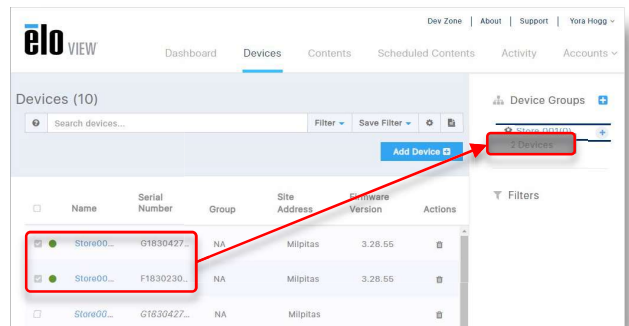 Dev Zone | About | Support | Yora Hogg
elo VIEW
Dashboard Devices Contents Scheduled Contents Activity Accounts
Devices (10)
Search devices...
Filter
Save Filter
Add Device
Device Groups
Store 001(0)
2 Devices
Filters
Name Serial Number Group Site Address Firmware Version Actions
Store00... G1830427... NA Milpitas 3.28.55
Store00... F1830230... NA Milpitas 3.28.55
Store00... G1830427... NA Milpitas